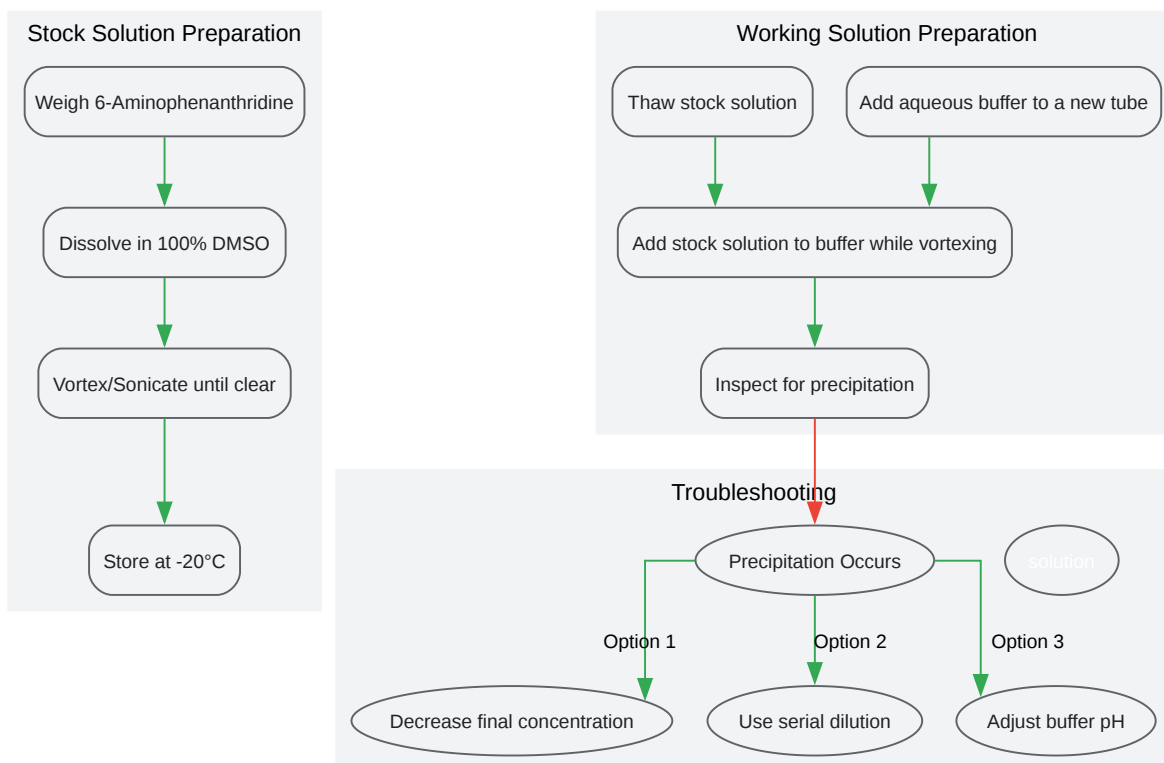 Stock Solution Preparation
Weigh 6-Aminophenanthridine
Dissolve in 100% DMSO
Vortex/Sonicate until clear
Store at -20°C
Working Solution Preparation
Thaw stock solution
Add aqueous buffer to a new tube
Add stock solution to buffer while vortexing
Inspect for precipitation
Troubleshooting
Precipitation Occurs
solution
Option 1
Option 2
Option 3
Decrease final concentration
Use serial dilution
Adjust buffer pH